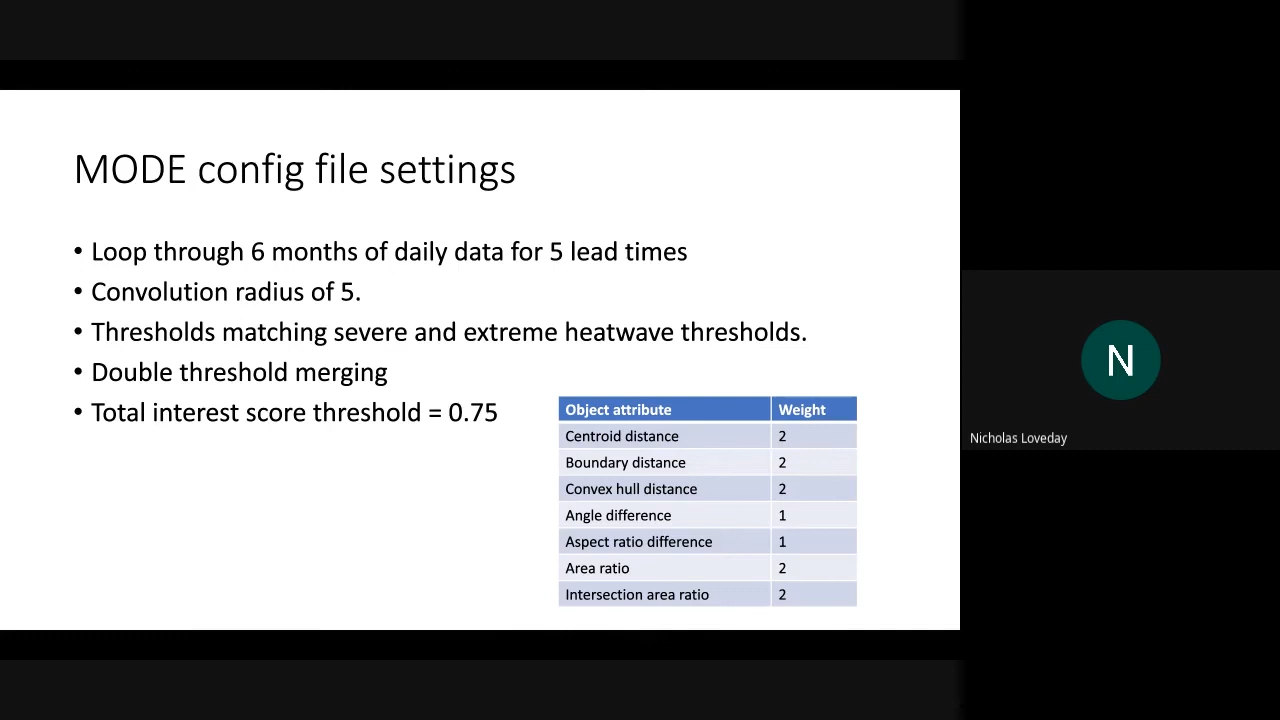 MODE config file settings
• Loop through 6 months of daily data for 5 lead times
• Convolution radius of 5.
• Thresholds matching severe and extreme heatwave thresholds.
• Double threshold merging
• Total interest score threshold = 0.75
Object attribute Weight
Centroid distance 2
Boundary distance 2
Convex hull distance 2
Angle difference 1
Aspect ratio difference 1
Area ratio 2
Intersection area ratio 2
N
Nicholas Loveday